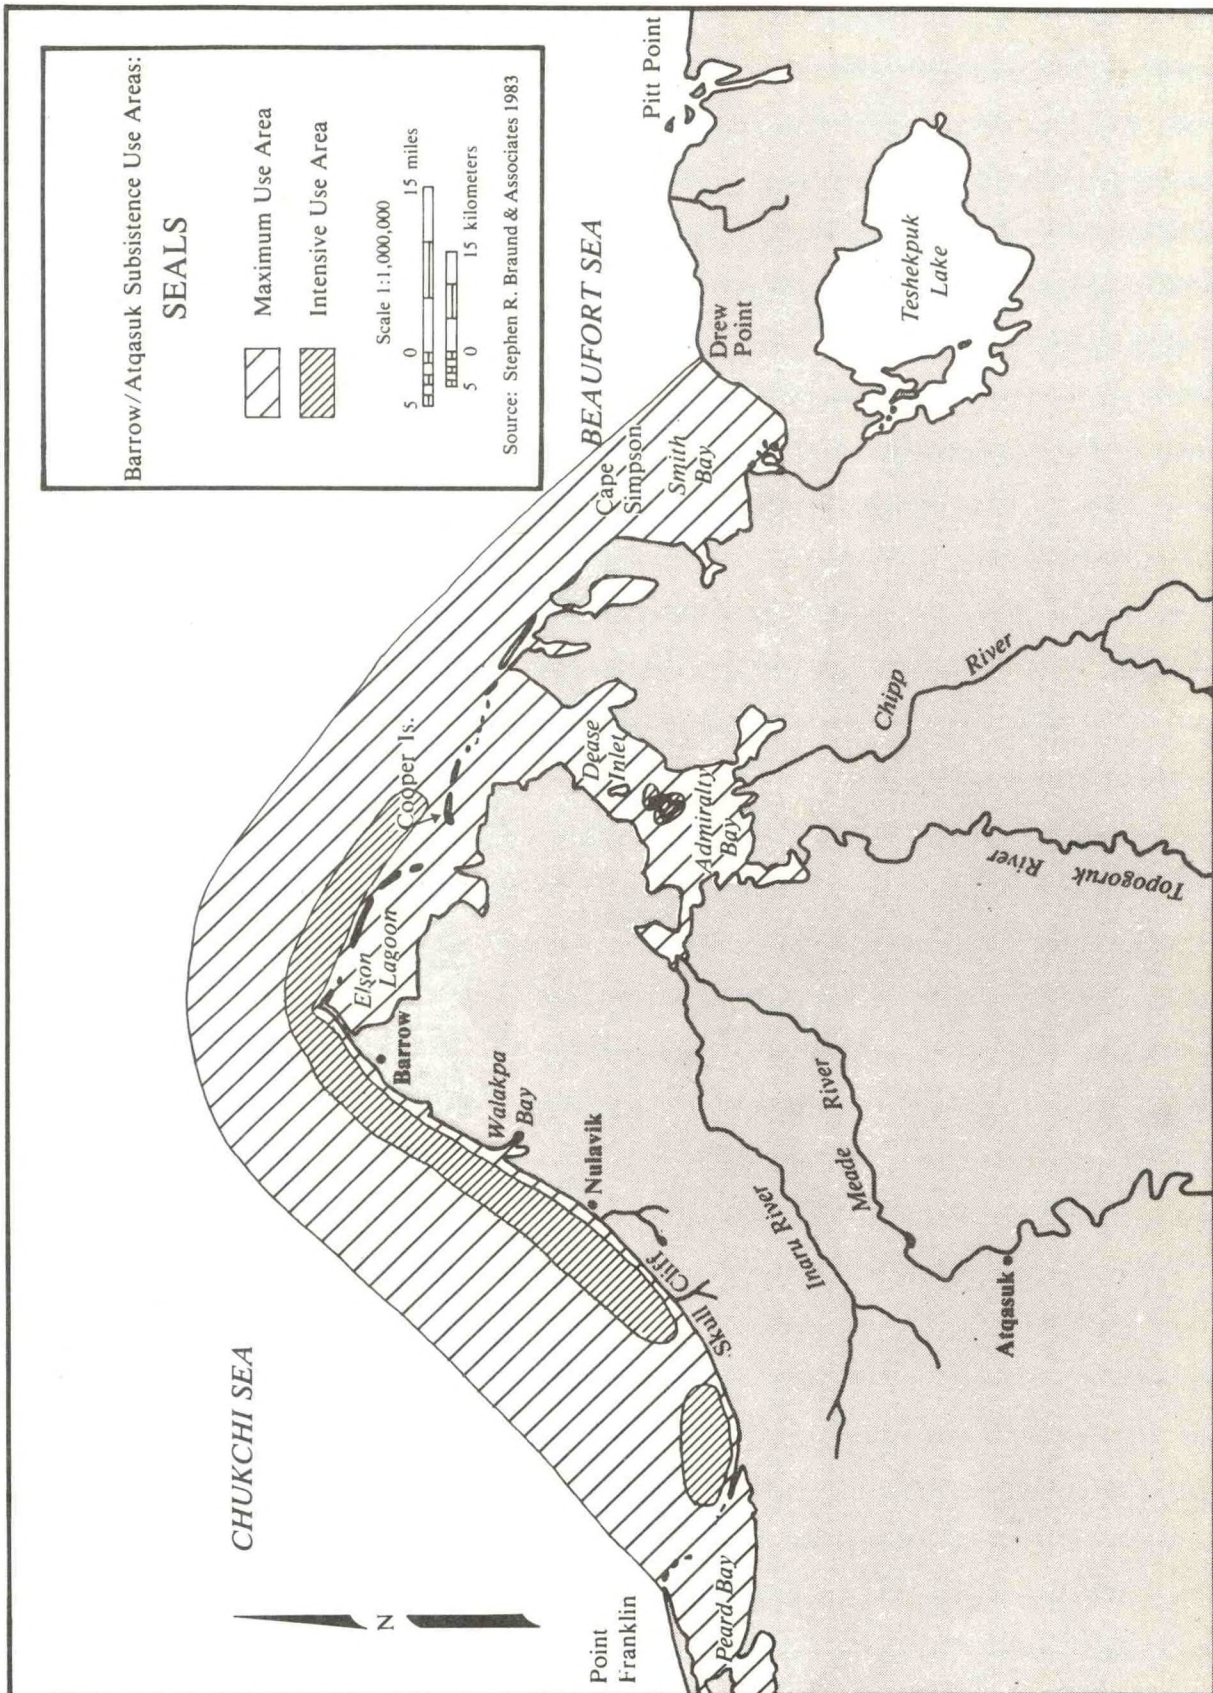 Barrow/Atqasuk Subsistence Use Areas:
SEALS
Maximum Use Area
Intensive Use Area
Scale 1:1,000,000
5 0 15 miles
5 0 15 kilometers
Source: Stephen R. Braund & Associates 1983
CHUKCHI SEA
BEAUFORT SEA
N
Point
Franklin
Peard Bay
Skull Cliff
Nulavik
Walakpa
Bay
Barrow
Elson
Lagoon
Cooper Is.
Dease
Inlet
Admiralty
Bay
Cape
Simpson
Smith
Bay
Drew
Point
Pitt Point
Teshekpuk
Lake
Chipp River
Topogoruk River
Meade River
Inaru River
Atqasuk